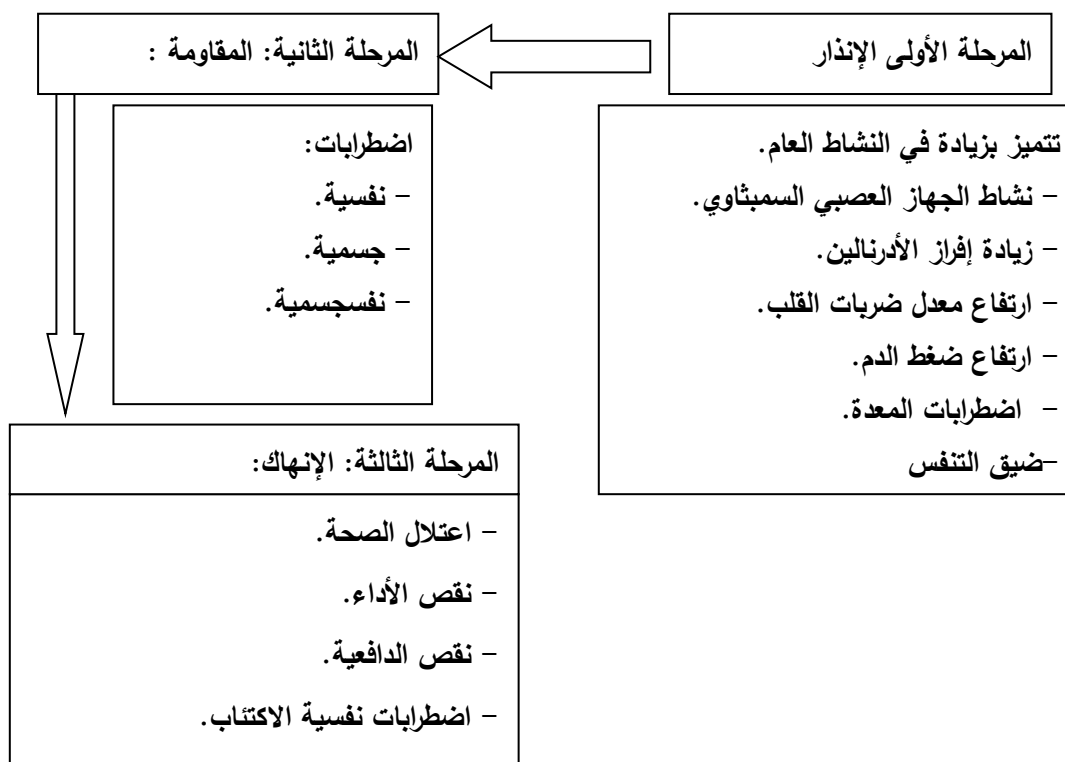 المرحلة الأولى الإنذار
تتميز بزيادة في النشاط العام.
- نشاط الجهاز العصبي السمبثاوي.
- زيادة إفراز الأدرنالين.
- ارتفاع معدل ضربات القلب.
- ارتفاع ضغط الدم.
- اضطرابات المعدة.
-ضيق التنفس
المرحلة الثانية: المقاومة :
اضطرابات:
- نفسية.
- جسمية.
- نفسجسمية.
المرحلة الثالثة: الإنهاك:
- اعتلال الصحة.
- نقص الأداء.
- نقص الدافعية.
- اضطرابات نفسية الاكتئاب.